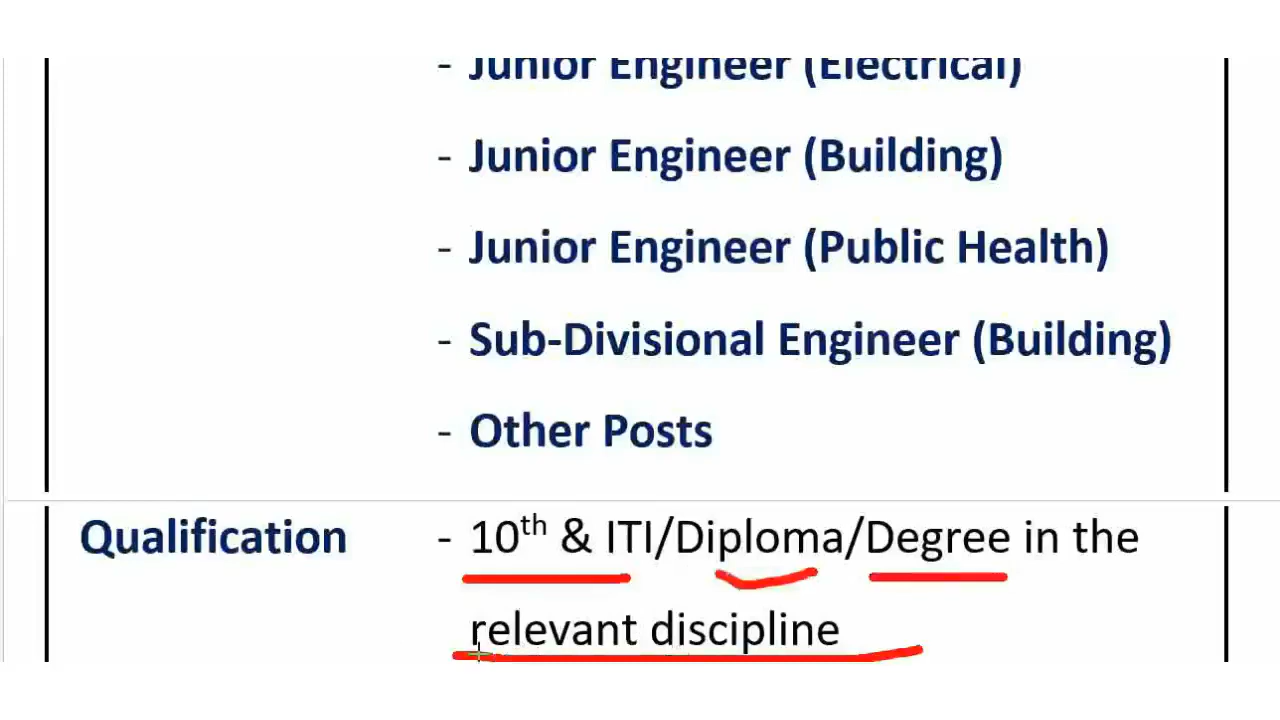 - Junior Engineer (Electrical)
- Junior Engineer (Building)
- Junior Engineer (Public Health)
- Sub-Divisional Engineer (Building)
- Other Posts
Qualification - 10th & ITI/Diploma/Degree in the
relevant discipline